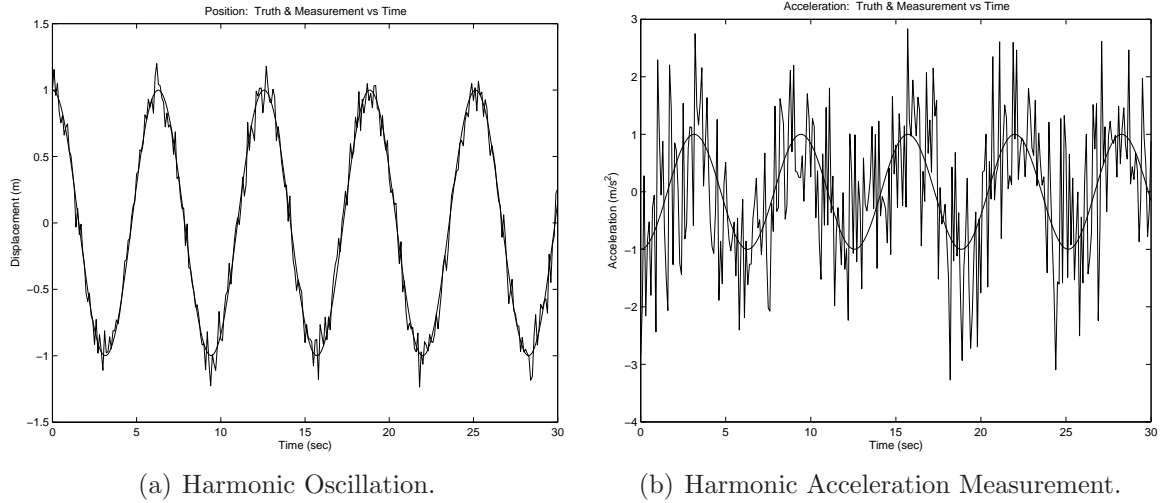 Position:  Truth & Measurement vs Time
1.5
1
0.5
0
−0.5
−1
−1.5
Displacement (m)
0 5 10 15 20 25 30
Time (sec)
(a) Harmonic Oscillation.
Acceleration:  Truth & Measurement vs Time
3
2
1
0
−1
−2
−3
−4
Acceleration (m/s²)
0 5 10 15 20 25 30
Time (sec)
(b) Harmonic Acceleration Measurement.